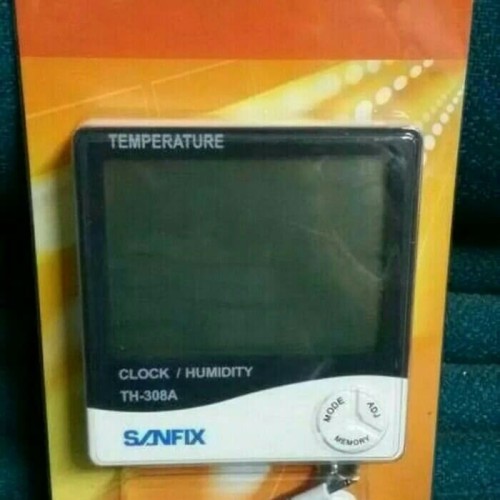 TEMPERATURE
CLOCK / HUMIDITY
TH-308A
SANFIX
MODE
ADJ
MEMORY